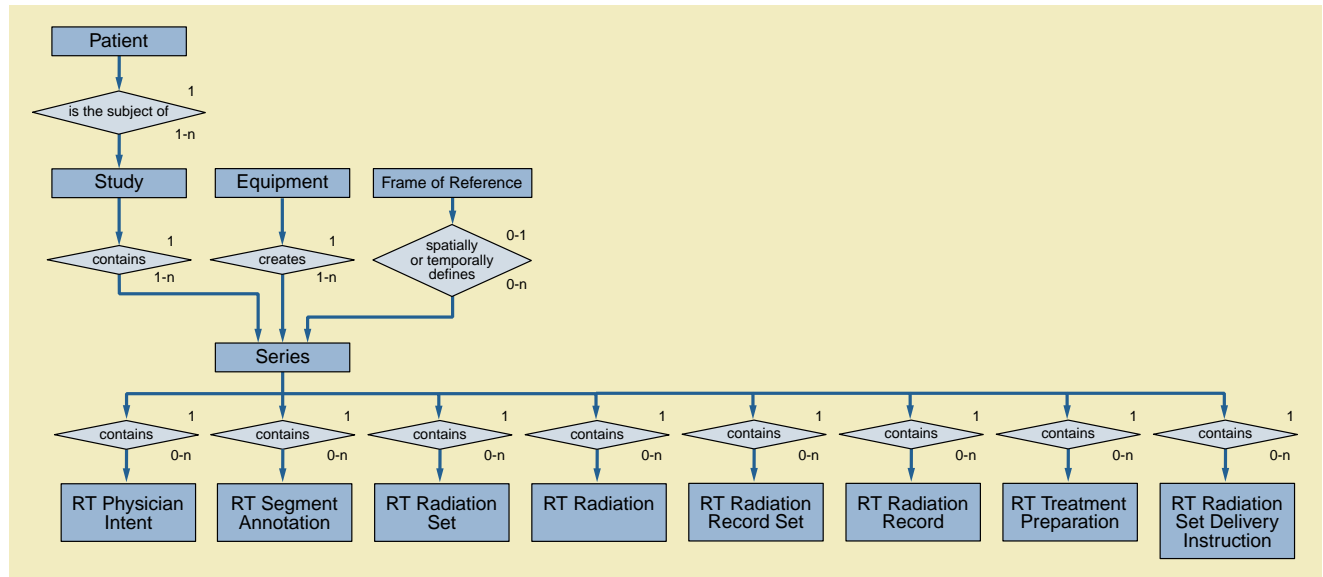 Patient
1
is the subject of
1-n
Study
Equipment
Frame of Reference
1
contains
1-n
1
creates
1-n
0-1
spatially
or temporally
defines
0-n
Series
1
contains
0-n
1
contains
0-n
1
contains
0-n
1
contains
0-n
1
contains
0-n
1
contains
0-n
1
contains
0-n
1
contains
0-n
RT Physician
Intent
RT Segment
Annotation
RT Radiation
Set
RT Radiation
RT Radiation
Record Set
RT Radiation
Record
RT Treatment
Preparation
RT Radiation
Set Delivery
Instruction